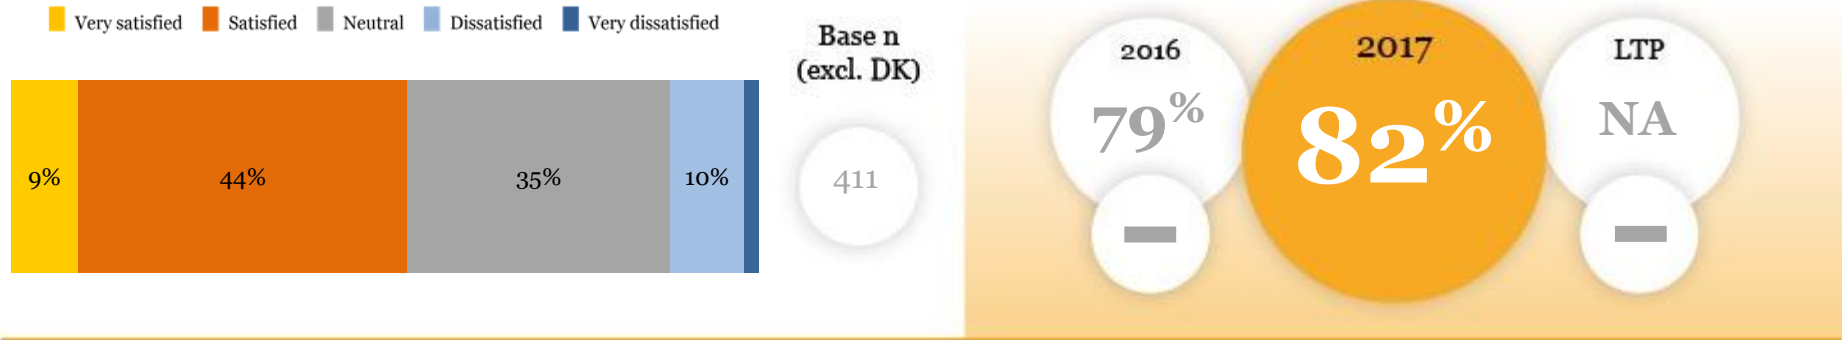 Very satisfied Satisfied Neutral Dissatisfied Very dissatisfied
9% 44% 35% 10%
Base n
(excl. DK)
411
2016
79%
2017
82%
LTP
NA